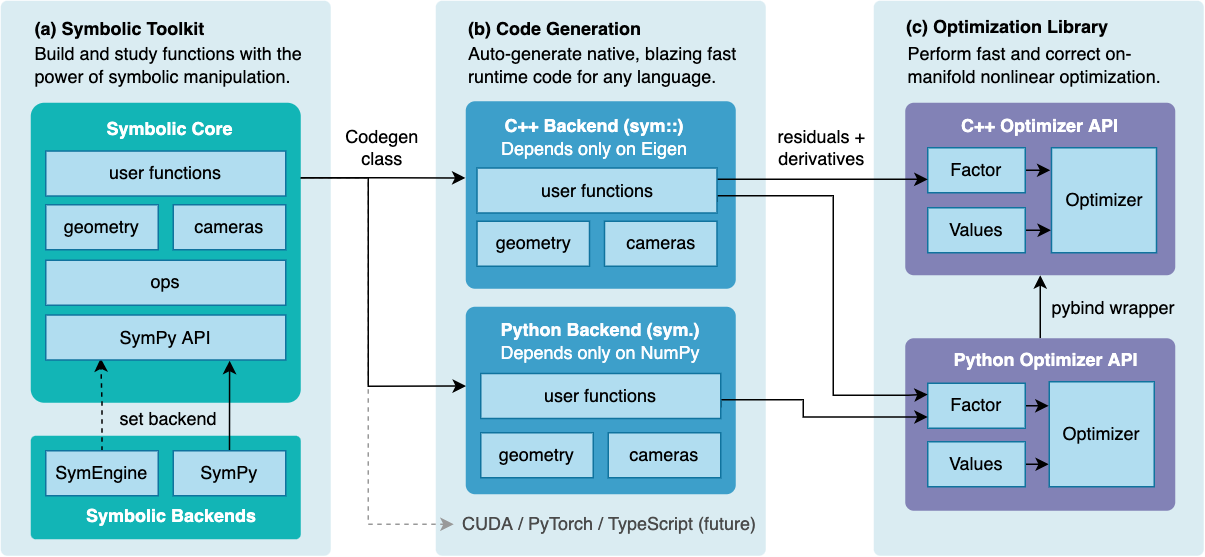 (a) Symbolic Toolkit
Build and study functions with the
power of symbolic manipulation.
Symbolic Core
user functions
geometry
cameras
ops
SymPy API
set backend
SymEngine
SymPy
Symbolic Backends
Codegen
class
(b) Code Generation
Auto-generate native, blazing fast
runtime code for any language.
C++ Backend (sym::)
Depends only on Eigen
user functions
geometry
cameras
Python Backend (sym.)
Depends only on NumPy
user functions
geometry
cameras
CUDA / PyTorch / TypeScript (future)
residuals +
derivatives
(c) Optimization Library
Perform fast and correct on-
manifold nonlinear optimization.
C++ Optimizer API
Factor
Values
Optimizer
pybind wrapper
Python Optimizer API
Factor
Values
Optimizer